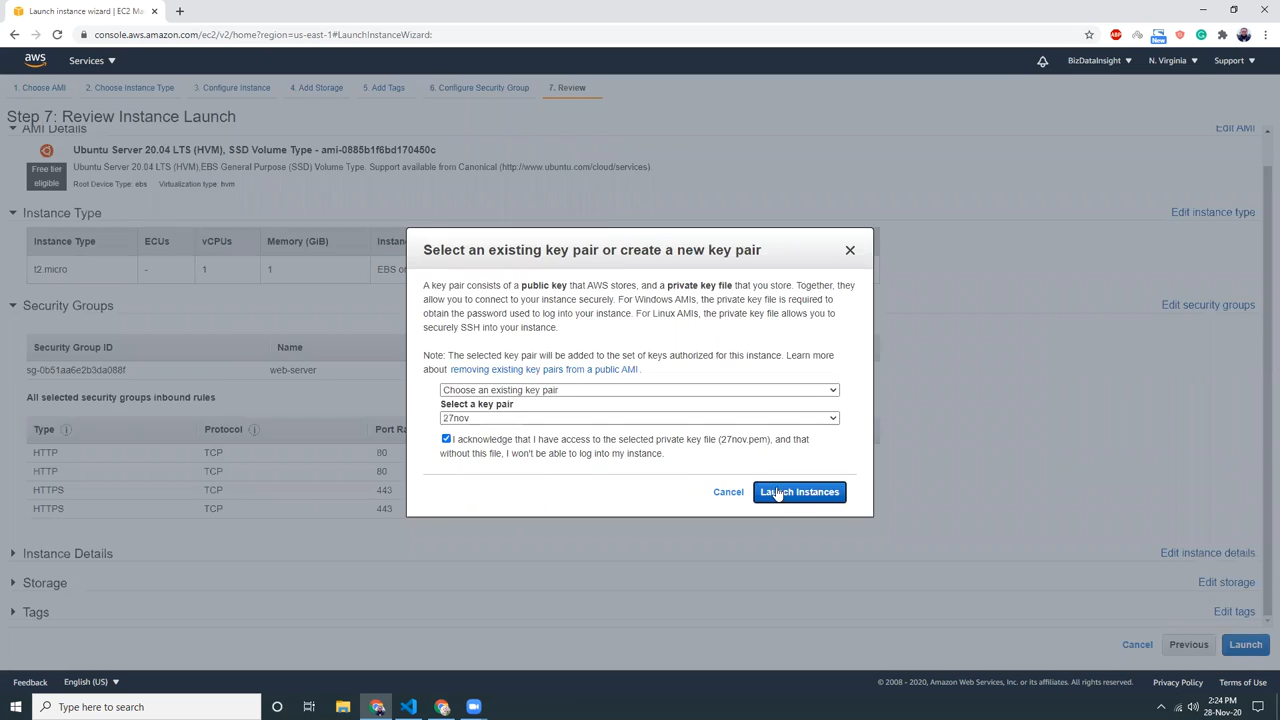 Launch instance wizard | EC2 Ma
console.aws.amazon.com/ec2/v2/home?region=us-east-1#LaunchInstanceWizard:
ABP
New
aws
Services
BizDataInsight
N. Virginia
Support
1. Choose AMI
2. Choose Instance Type
3. Configure Instance
4. Add Storage
5. Add Tags
6. Configure Security Group
7. Review
Step 7: Review Instance Launch
AMI Details
Edit AMI
Ubuntu Server 20.04 LTS (HVM), SSD Volume Type - ami-0885b1f6bd170450c
Free tier
eligible
Ubuntu Server 20.04 LTS (HVM),EBS General Purpose (SSD) Volume Type. Support available from Canonical (http://www.ubuntu.com/cloud/services).
Root Device Type: ebs Virtualization type: hvm
Instance Type
Edit instance type
Instance Type
ECUs
vCPUs
Memory (GiB)
t2.micro
-
1
1
Security Groups
Edit security groups
Security Group ID
Name
sg-0b51aa6e2b3da088f
web-server
All selected security groups inbound rules
Type
Protocol
HTTP
TCP
80
HTTP
TCP
80
HTTPS
TCP
443
HTTPS
TCP
443
Select an existing key pair or create a new key pair
A key pair consists of a public key that AWS stores, and a private key file that you store. Together, they
allow you to connect to your instance securely. For Windows AMIs, the private key file is required to
obtain the password used to log into your instance. For Linux AMIs, the private key file allows you to
securely SSH into your instance.
Note: The selected key pair will be added to the set of keys authorized for this instance. Learn more
about removing existing key pairs from a public AMI.
Choose an existing key pair
Select a key pair
27nov
I acknowledge that I have access to the selected private key file (27nov.pem), and that
without this file, I won't be able to log into my instance.
Cancel
Launch Instances
Instance Details
Edit instance details
Storage
Edit storage
Tags
Edit tags
Cancel
Previous
Launch
Feedback
English (US)
© 2008 - 2020, Amazon Web Services, Inc. or its affiliates. All rights reserved.
Privacy Policy
Terms of Use
Type here to search
2:24 PM
28-Nov-20